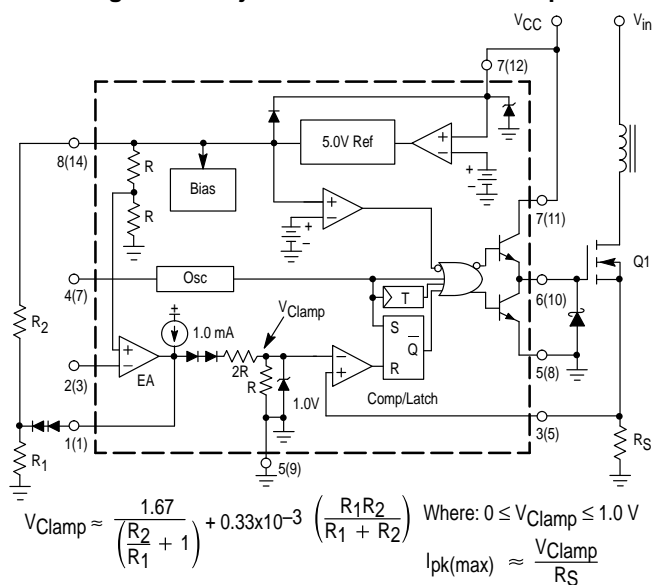 VCC
Vin
7(12)
8(14)
5.0V Ref
R
Bias
R
7(11)
Q1
4(7)
Osc
T
6(10)
VClamp
R2
1.0 mA
S
Q
R
2(3)
EA
2R
R
1.0V
Comp/Latch
5(8)
1(1)
3(5)
R1
5(9)
RS
VClamp ≈ 1.67 / (R2/R1 + 1) + 0.33x10–3 (R1R2 / R1 + R2) Where: 0 ≤ VClamp ≤ 1.0 V
Ipk(max) ≈ VClamp / RS